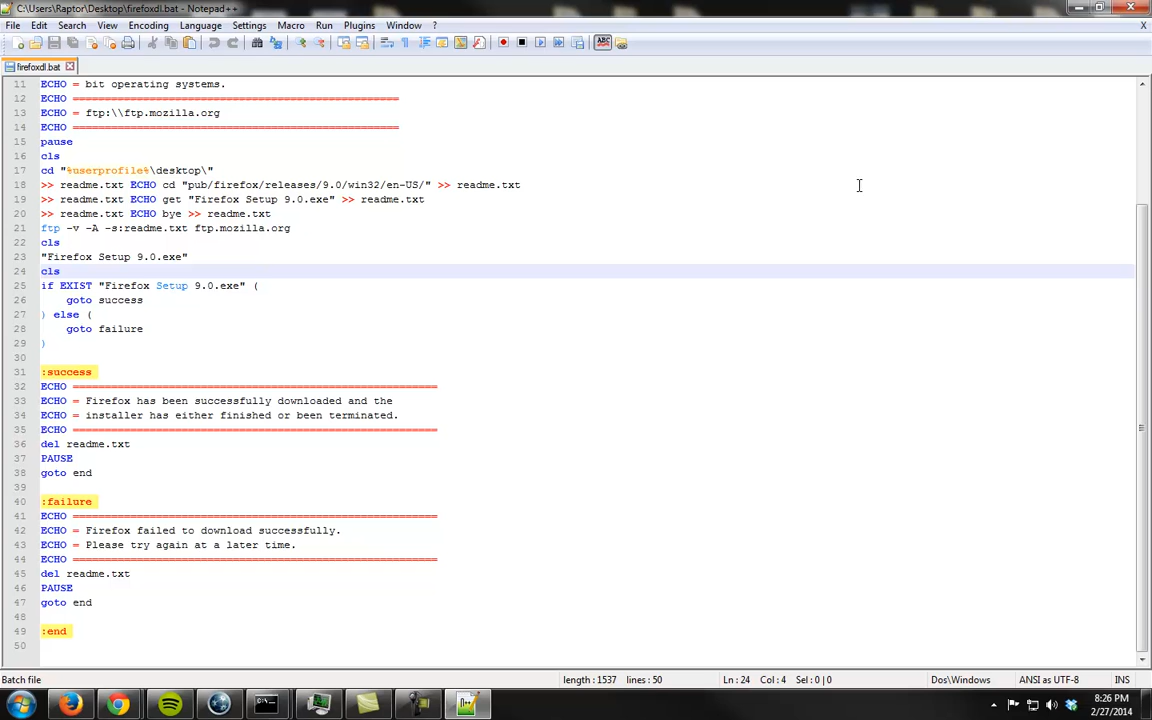 C:\Users\Raptor\Desktop\firefoxdl.bat - Notepad++
File Edit Search View Encoding Language Settings Macro Run Plugins Window ? X
firefoxdl.bat
11 ECHO = bit operating systems.
12 ECHO ===================================================
13 ECHO = ftp:\\ftp.mozilla.org
14 ECHO ===================================================
15 pause
16 cls
17 cd "%userprofile%\desktop\"
18 >> readme.txt ECHO cd "pub/firefox/releases/9.0/win32/en-US/" >> readme.txt
19 >> readme.txt ECHO get "Firefox Setup 9.0.exe" >> readme.txt
20 >> readme.txt ECHO bye >> readme.txt
21 ftp -v -A -s:readme.txt ftp.mozilla.org
22 cls
23 "Firefox Setup 9.0.exe"
24 cls
25 if EXIST "Firefox Setup 9.0.exe" (
26 goto success
27 ) else (
28 goto failure
29 )
30
31 :success
32 ECHO =========================================================
33 ECHO = Firefox has been successfully downloaded and the
34 ECHO = installer has either finished or been terminated.
35 ECHO =========================================================
36 del readme.txt
37 PAUSE
38 goto end
39
40 :failure
41 ECHO =========================================================
42 ECHO = Firefox failed to download successfully.
43 ECHO = Please try again at a later time.
44 ECHO =========================================================
45 del readme.txt
46 PAUSE
47 goto end
48
49 :end
50
Batch file length : 1537 lines : 50 Ln : 24 Col : 4 Sel : 0 | 0 Dos\Windows ANSI as UTF-8 INS
8:26 PM
2/27/2014